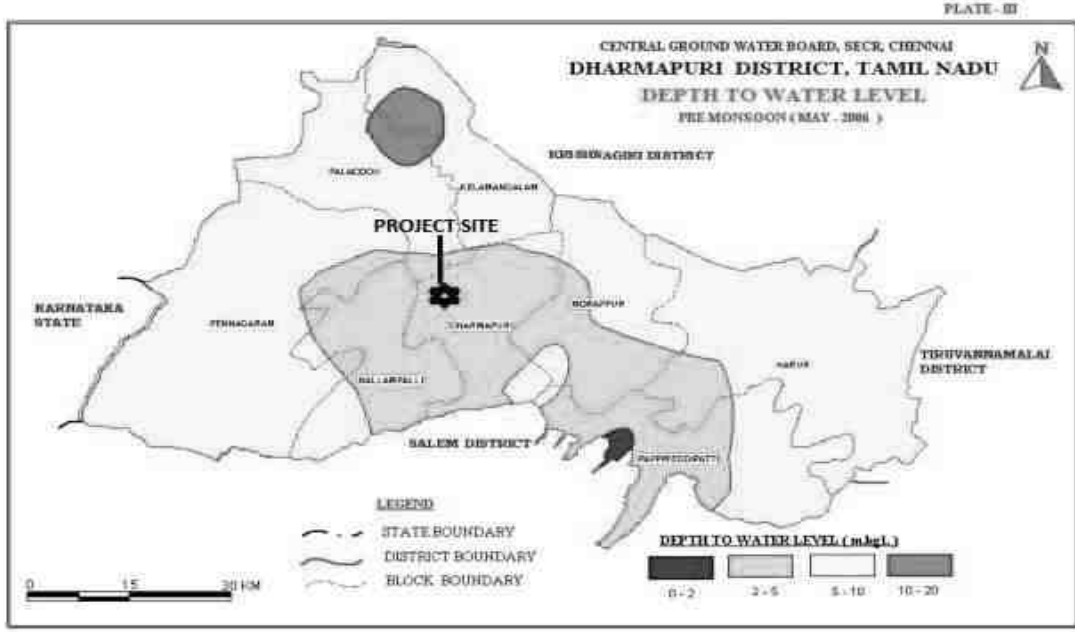 PLATE - III
CENTRAL GROUND WATER BOARD, SECR, CHENNAI
DHARMAPURI DISTRICT, TAMIL NADU
DEPTH TO WATER LEVEL
PRE MONSOON ( MAY - 2006 )
N
KRISHNAGIRI DISTRICT
PALACODU
KELAMANGALAM
PROJECT SITE
KARNATAKA
STATE
PENNAGARAM
DHARMAPURI
MORAPPUR
NALLAMPALLI
HARUR
TIRUVANNAMALAI
DISTRICT
SALEM DISTRICT
PAPPIREDDIPATTI
LEGEND
STATE BOUNDARY
DISTRICT BOUNDARY
BLOCK BOUNDARY
DEPTH TO WATER LEVEL ( m.bgl. )
0 - 2
2 - 5
5 - 10
10 - 20
0
15
30 KM